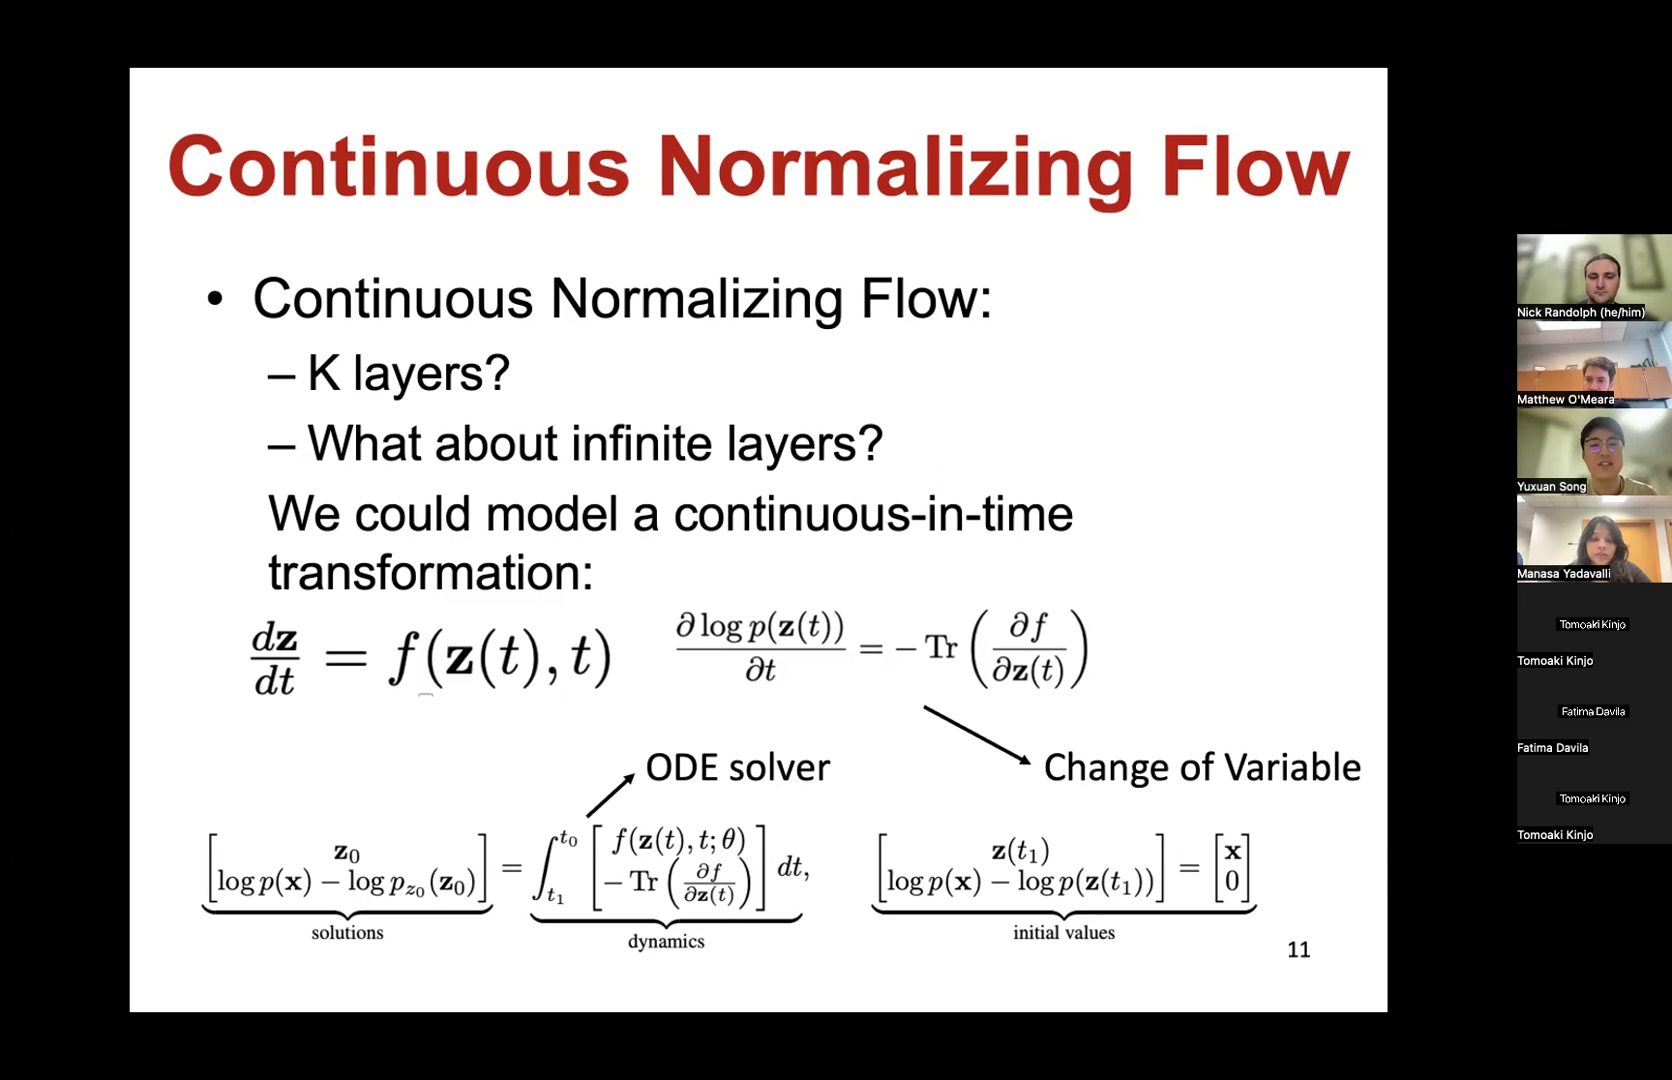 Continuous Normalizing Flow
• Continuous Normalizing Flow:
– K layers?
– What about infinite layers?
We could model a continuous-in-time
transformation:
dz/dt = f(z(t), t)
∂ log p(z(t))/∂t = − Tr (∂f/∂z(t))
ODE solver
Change of Variable
[z₀; log p(x) − log p_{z₀}(z₀)] = ∫_{t₁}^{t₀} [f(z(t), t; θ); − Tr (∂f/∂z(t))] dt,
[z(t₁); log p(x) − log p(z(t₁))] = [x; 0]
solutions
dynamics
initial values
11
Nick Randolph (he/him)
Matthew O'Meara
Yuxuan Song
Manasa Yadavalli
Tomoaki Kinjo
Tomoaki Kinjo
Fatima Davila
Fatima Davila
Tomoaki Kinjo
Tomoaki Kinjo